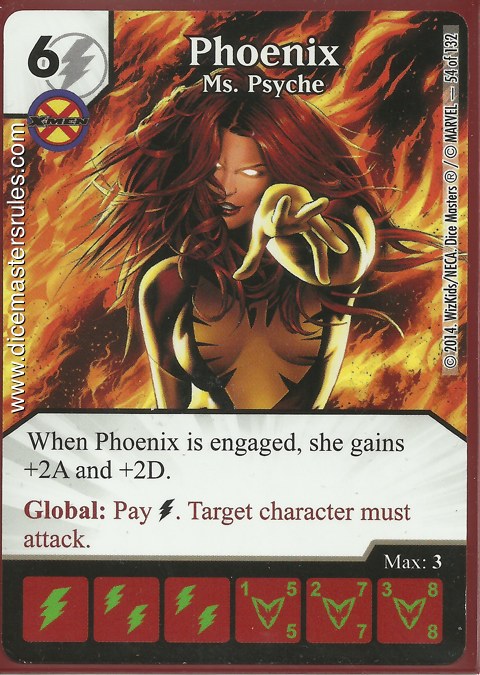 6
Phoenix
Ms. Psyche
X-MEN
www.dicemastersrules.com
© 2014. WizKids/NECA. Dice Masters ® / © MARVEL — 54 of 132
When Phoenix is engaged, she gains
+2A and +2D.
Global: Pay . Target character must
attack.
Max: 3
1 5 5
2 7 7
3 8 8